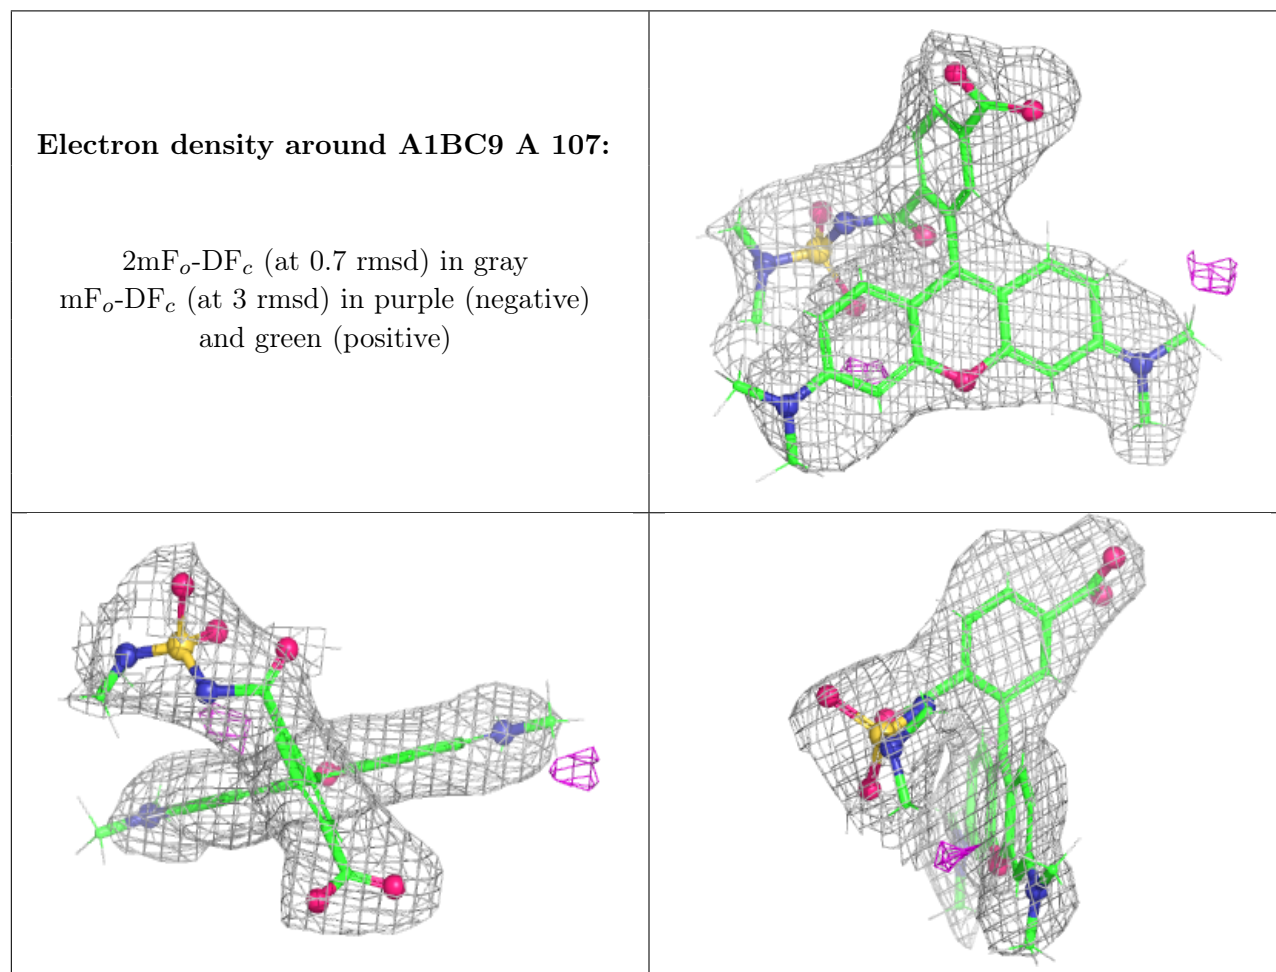 Electron density around A1BC9 A 107:
2mFo-DFc (at 0.7 rmsd) in gray
mFo-DFc (at 3 rmsd) in purple (negative)
and green (positive)